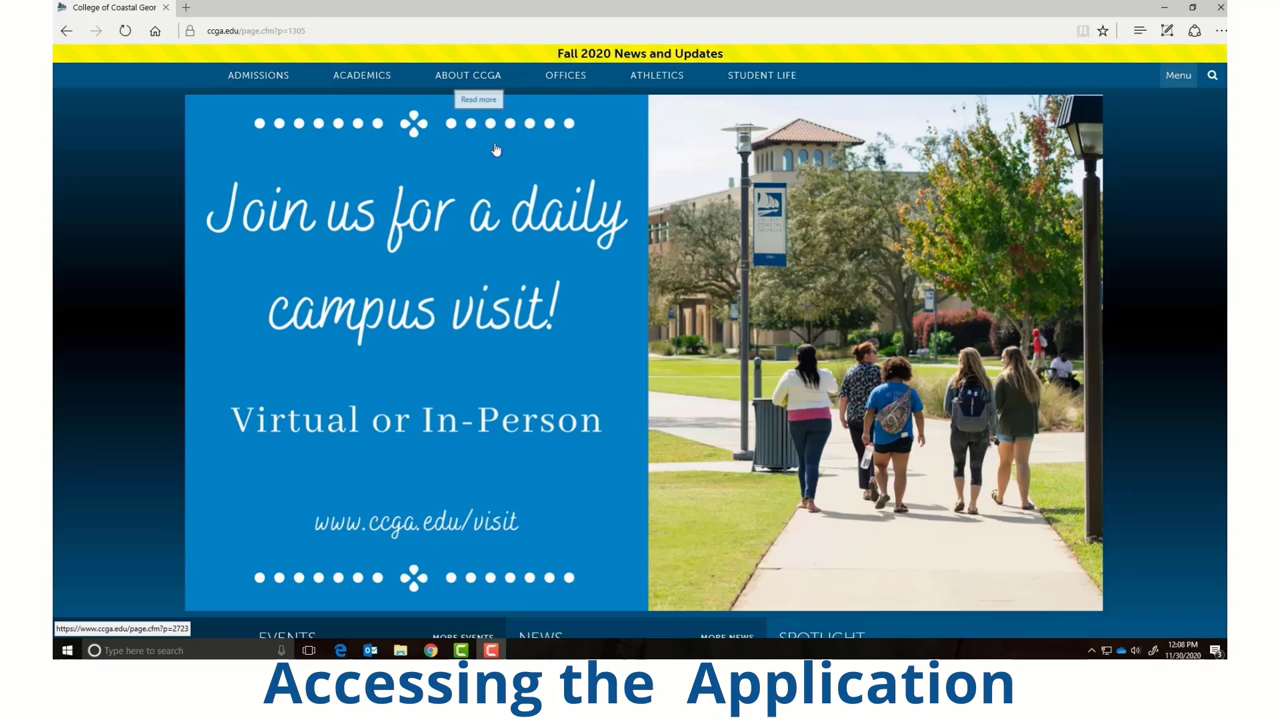 College of Coastal Geor
ccga.edu/page.cfm?p=1305
Fall 2020 News and Updates
ADMISSIONS ACADEMICS ABOUT CCGA OFFICES ATHLETICS STUDENT LIFE Menu
Read more
Join us for a daily
campus visit!
Virtual or In-Person
www.ccga.edu/visit
https://www.ccga.edu/page.cfm?p=2723
EVENTS MORE EVENTS NEWS MORE NEWS SPOTLIGHT
Type here to search
12:08 PM
11/30/2020
Accessing the Application